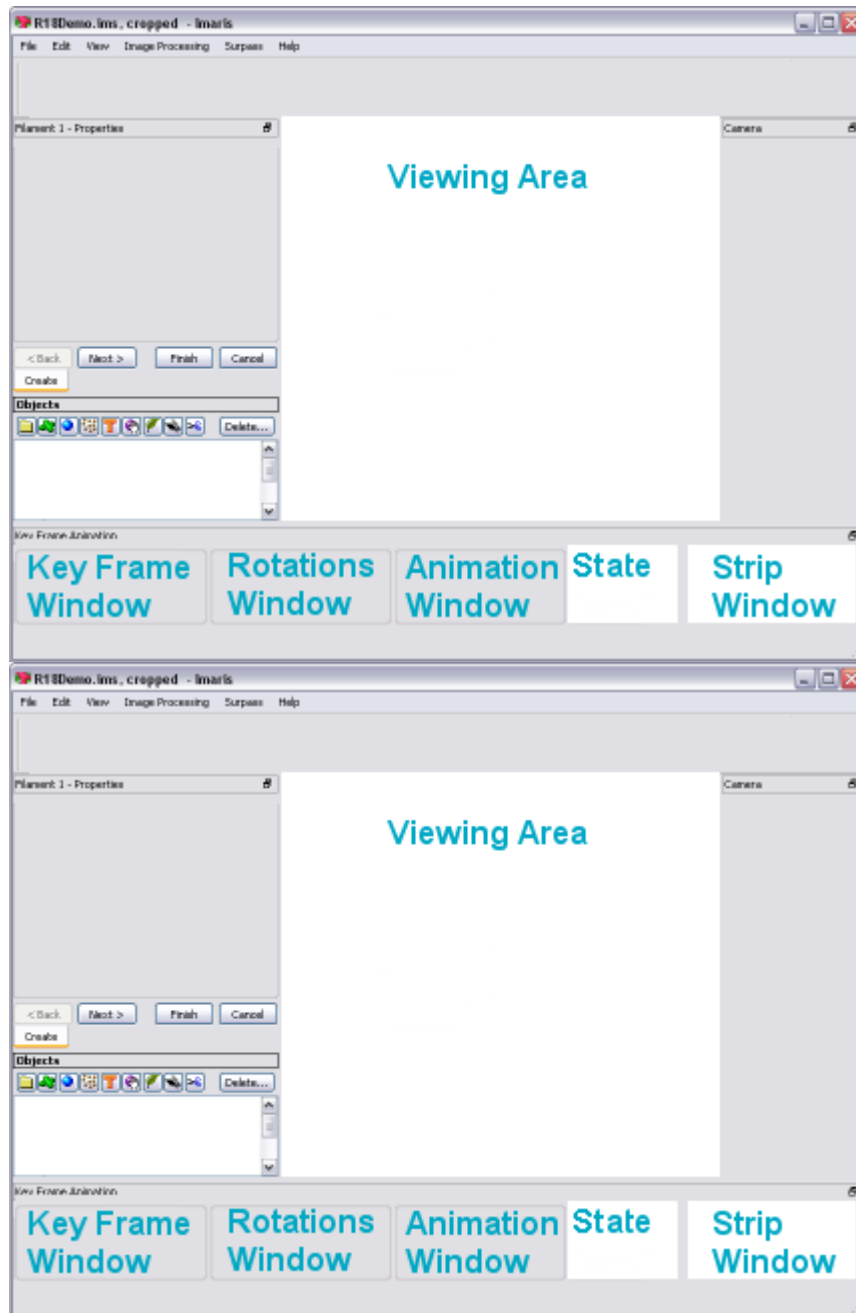 R18Demo.ims, cropped - Imaris
File Edit View Image Processing Surpass Help
Filament 1 - Properties
Camera
Viewing Area
< Back Next > Finish Cancel
Create
Objects
Delete...
Key Frame Animation
Key Frame Window
Rotations Window
Animation Window
State
Strip Window
R18Demo.ims, cropped - Imaris
File Edit View Image Processing Surpass Help
Filament 1 - Properties
Camera
Viewing Area
< Back Next > Finish Cancel
Create
Objects
Delete...
Key Frame Animation
Key Frame Window
Rotations Window
Animation Window
State
Strip Window